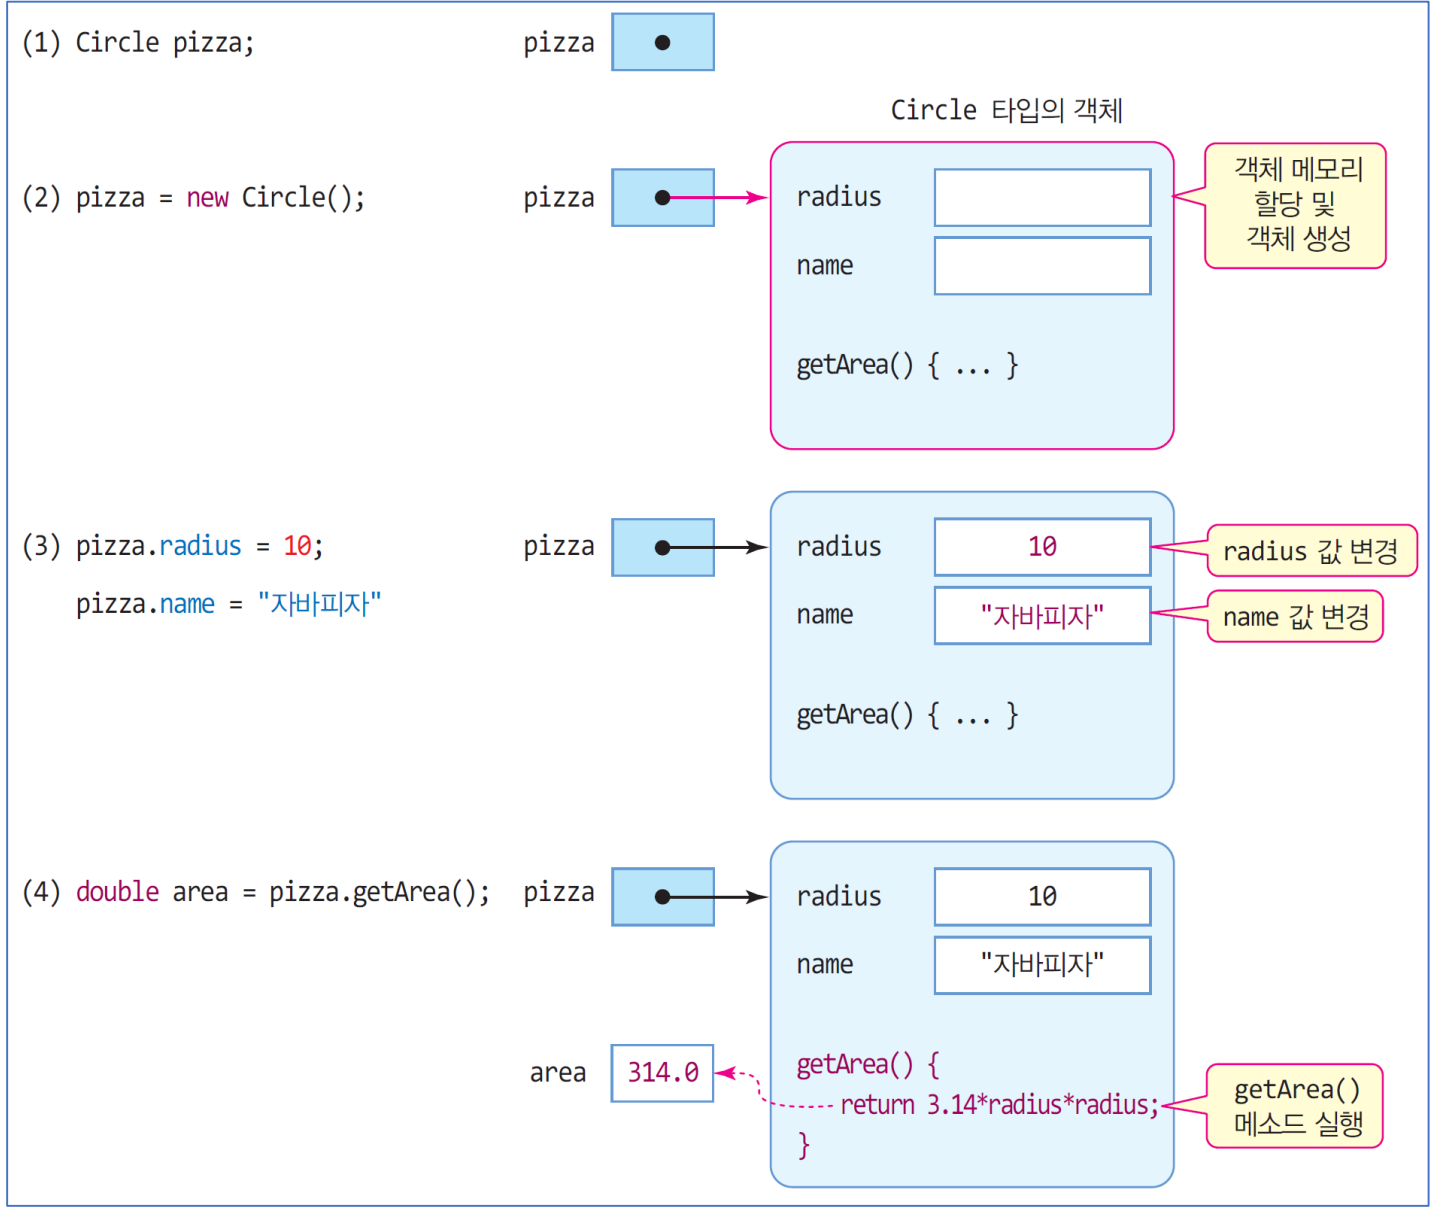 (1) Circle pizza;
pizza
Circle 타입의 객체
(2) pizza = new Circle();
pizza
radius
name
getArea() { ... }
객체 메모리
할당 및
객체 생성
(3) pizza.radius = 10;
pizza.name = "자바피자"
pizza
radius
10
radius 값 변경
name
"자바피자"
name 값 변경
getArea() { ... }
(4) double area = pizza.getArea();
pizza
radius
10
name
"자바피자"
area
314.0
getArea() {
return 3.14*radius*radius;
}
getArea()
메소드 실행